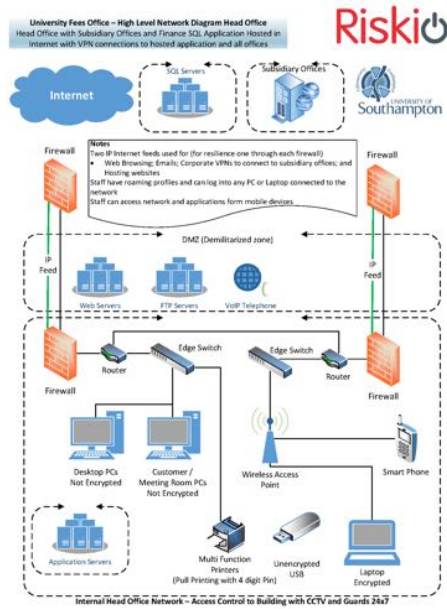 University Fees Office – High Level Network Diagram Head Office
Head Office with Subsidiary Offices and Finance SQL Application Hosted in
Internet with VPN connections to hosted application and all offices
Riskio
Internet
SQL Servers
Subsidiary Offices
UNIVERSITY OF
Southampton
Firewall
Notes
Two IP Internet feeds used for (for resilience one through each firewall)
• Web Browsing; Emails; Corporate VPNs to connect to subsidiary offices; and
Hosting websites
Staff have roaming profiles and can log into any PC or Laptop connected to the
network
Staff can access network and applications form mobile devices
Firewall
DMZ (Demilitarized zone)
IP
Feed
IP
Feed
Web Servers
FTP Servers
VoIP Telephone
Edge Switch
Edge Switch
Router
Router
Firewall
Firewall
Desktop PCs
Not Encrypted
Customer /
Meeting Room PCs
Not Encrypted
Wireless Access
Point
Smart Phone
Application Servers
Multi Function
Printers
(Pull Printing with 4 digit Pin)
Unencrypted
USB
Laptop
Encrypted
Internal Head Office Network – Access Control to Building with CCTV and Guards 24x7